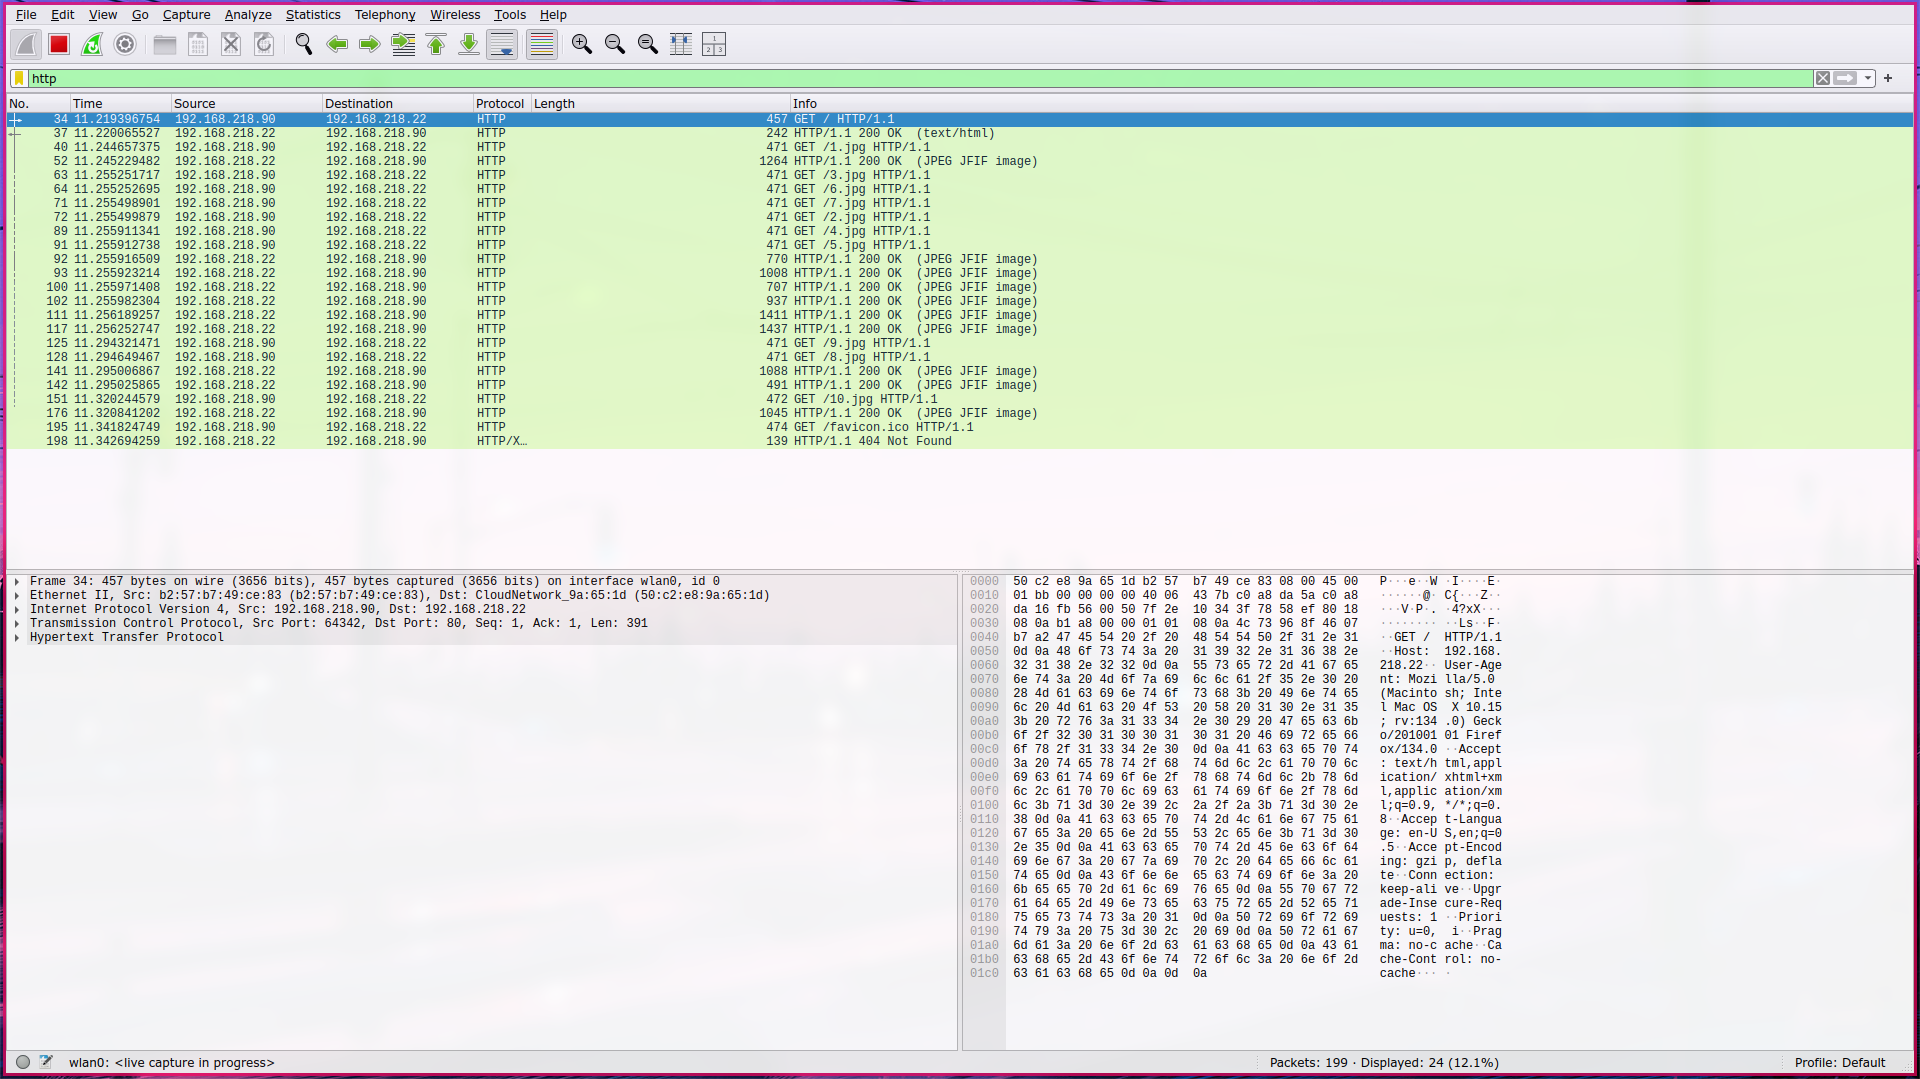 File Edit View Go Capture Analyze Statistics Telephony Wireless Tools Help
http
No. Time Source Destination Protocol Length Info
34 11.219396754 192.168.218.90 192.168.218.22 HTTP 457 GET / HTTP/1.1
37 11.220065527 192.168.218.22 192.168.218.90 HTTP 242 HTTP/1.1 200 OK (text/html)
40 11.244657375 192.168.218.90 192.168.218.22 HTTP 471 GET /1.jpg HTTP/1.1
52 11.245229482 192.168.218.22 192.168.218.90 HTTP 1264 HTTP/1.1 200 OK (JPEG JFIF image)
63 11.255251717 192.168.218.90 192.168.218.22 HTTP 471 GET /3.jpg HTTP/1.1
64 11.255252695 192.168.218.90 192.168.218.22 HTTP 471 GET /6.jpg HTTP/1.1
71 11.255498901 192.168.218.90 192.168.218.22 HTTP 471 GET /7.jpg HTTP/1.1
72 11.255499879 192.168.218.90 192.168.218.22 HTTP 471 GET /2.jpg HTTP/1.1
89 11.255911341 192.168.218.90 192.168.218.22 HTTP 471 GET /4.jpg HTTP/1.1
91 11.255912738 192.168.218.90 192.168.218.22 HTTP 471 GET /5.jpg HTTP/1.1
92 11.255916509 192.168.218.22 192.168.218.90 HTTP 770 HTTP/1.1 200 OK (JPEG JFIF image)
93 11.255923214 192.168.218.22 192.168.218.90 HTTP 1008 HTTP/1.1 200 OK (JPEG JFIF image)
100 11.255971408 192.168.218.22 192.168.218.90 HTTP 707 HTTP/1.1 200 OK (JPEG JFIF image)
102 11.255982304 192.168.218.22 192.168.218.90 HTTP 937 HTTP/1.1 200 OK (JPEG JFIF image)
111 11.256189257 192.168.218.22 192.168.218.90 HTTP 1411 HTTP/1.1 200 OK (JPEG JFIF image)
117 11.256252747 192.168.218.22 192.168.218.90 HTTP 1437 HTTP/1.1 200 OK (JPEG JFIF image)
125 11.294321471 192.168.218.90 192.168.218.22 HTTP 471 GET /9.jpg HTTP/1.1
128 11.294649467 192.168.218.90 192.168.218.22 HTTP 471 GET /8.jpg HTTP/1.1
141 11.295006867 192.168.218.22 192.168.218.90 HTTP 1088 HTTP/1.1 200 OK (JPEG JFIF image)
142 11.295025865 192.168.218.22 192.168.218.90 HTTP 491 HTTP/1.1 200 OK (JPEG JFIF image)
151 11.320244579 192.168.218.90 192.168.218.22 HTTP 472 GET /10.jpg HTTP/1.1
176 11.320841202 192.168.218.22 192.168.218.90 HTTP 1045 HTTP/1.1 200 OK (JPEG JFIF image)
195 11.341824749 192.168.218.90 192.168.218.22 HTTP 474 GET /favicon.ico HTTP/1.1
198 11.342694259 192.168.218.22 192.168.218.90 HTTP/X… 139 HTTP/1.1 404 Not Found
Frame 34: 457 bytes on wire (3656 bits), 457 bytes captured (3656 bits) on interface wlan0, id 0
Ethernet II, Src: b2:57:b7:49:ce:83 (b2:57:b7:49:ce:83), Dst: CloudNetwork_9a:65:1d (50:c2:e8:9a:65:1d)
Internet Protocol Version 4, Src: 192.168.218.90, Dst: 192.168.218.22
Transmission Control Protocol, Src Port: 64342, Dst Port: 80, Seq: 1, Ack: 1, Len: 391
Hypertext Transfer Protocol
0000 50 c2 e8 9a 65 1d b2 57 b7 49 ce 83 08 00 45 00 P···e··W ·I····E·
0010 01 bb 00 00 00 00 40 06 43 7b c0 a8 da 5a c0 a8 ······@· C{···Z··
0020 da 16 fb 56 00 50 7f 2e 10 34 3f 78 58 ef 80 18 ···V·P·. ·4?xX···
0030 08 0a b1 a8 00 00 01 01 08 0a 4c 73 96 8f 46 07 ········ ··Ls··F·
0040 b7 a2 47 45 54 20 2f 20 48 54 54 50 2f 31 2e 31 ··GET / HTTP/1.1
0050 0d 0a 48 6f 73 74 3a 20 31 39 32 2e 31 36 38 2e ··Host: 192.168.
0060 32 31 38 2e 32 32 0d 0a 55 73 65 72 2d 41 67 65 218.22·· User-Age
0070 6e 74 3a 20 4d 6f 7a 69 6c 6c 61 2f 35 2e 30 20 nt: Mozi lla/5.0
0080 28 4d 61 63 69 6e 74 6f 73 68 3b 20 49 6e 74 65 (Macinto sh; Inte
0090 6c 20 4d 61 63 20 4f 53 20 58 20 31 30 2e 31 35 l Mac OS X 10.15
00a0 3b 20 72 76 3a 31 33 34 2e 30 29 20 47 65 63 6b ; rv:134 .0) Geck
00b0 6f 2f 32 30 31 30 30 31 30 31 20 46 69 72 65 66 o/201001 01 Firef
00c0 6f 78 2f 31 33 34 2e 30 0d 0a 41 63 63 65 70 74 ox/134.0 ··Accept
00d0 3a 20 74 65 78 74 2f 68 74 6d 6c 2c 61 70 70 6c : text/h tml,appl
00e0 69 63 61 74 69 6f 6e 2f 78 68 74 6d 6c 2b 78 6d ication/ xhtml+xm
00f0 6c 2c 61 70 70 6c 69 63 61 74 69 6f 6e 2f 78 6d l,applic ation/xm
0100 6c 3b 71 3d 30 2e 39 2c 2a 2f 2a 3b 71 3d 30 2e l;q=0.9, */*;q=0.
0110 38 0d 0a 41 63 63 65 70 74 2d 4c 61 6e 67 75 61 8··Accep t-Langua
0120 67 65 3a 20 65 6e 2d 55 53 2c 65 6e 3b 71 3d 30 ge: en-U S,en;q=0
0130 2e 35 0d 0a 41 63 63 65 70 74 2d 45 6e 63 6f 64 .5··Acce pt-Encod
0140 69 6e 67 3a 20 67 7a 69 70 2c 20 64 65 66 6c 61 ing: gzi p, defla
0150 74 65 0d 0a 43 6f 6e 6e 65 63 74 69 6f 6e 3a 20 te··Conn ection:
0160 6b 65 65 70 2d 61 6c 69 76 65 0d 0a 55 70 67 72 keep-ali ve··Upgr
0170 61 64 65 2d 49 6e 73 65 63 75 72 65 2d 52 65 71 ade-Inse cure-Req
0180 75 65 73 74 73 3a 20 31 0d 0a 50 72 69 6f 72 69 uests: 1 ··Priori
0190 74 79 3a 20 75 3d 30 2c 20 69 0d 0a 50 72 61 67 ty: u=0, i··Prag
01a0 6d 61 3a 20 6e 6f 2d 63 61 63 68 65 0d 0a 43 61 ma: no-c ache··Ca
01b0 63 68 65 2d 43 6f 6e 74 72 6f 6c 3a 20 6e 6f 2d che-Cont rol: no-
01c0 63 61 63 68 65 0d 0a 0d 0a cache··· ·
wlan0: <live capture in progress>
Packets: 199 · Displayed: 24 (12.1%)
Profile: Default